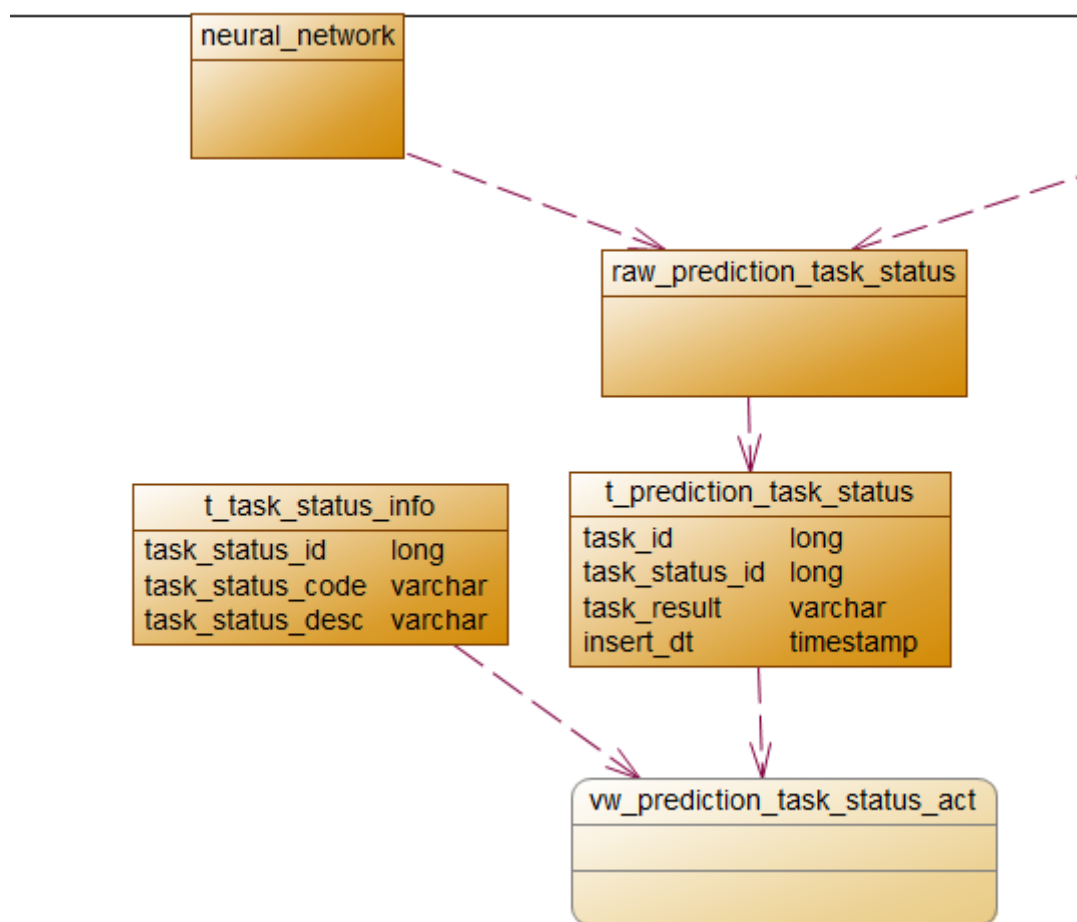 neural_network
raw_prediction_task_status
t_task_status_info
task_status_id long
task_status_code varchar
task_status_desc varchar
t_prediction_task_status
task_id long
task_status_id long
task_result varchar
insert_dt timestamp
vw_prediction_task_status_act